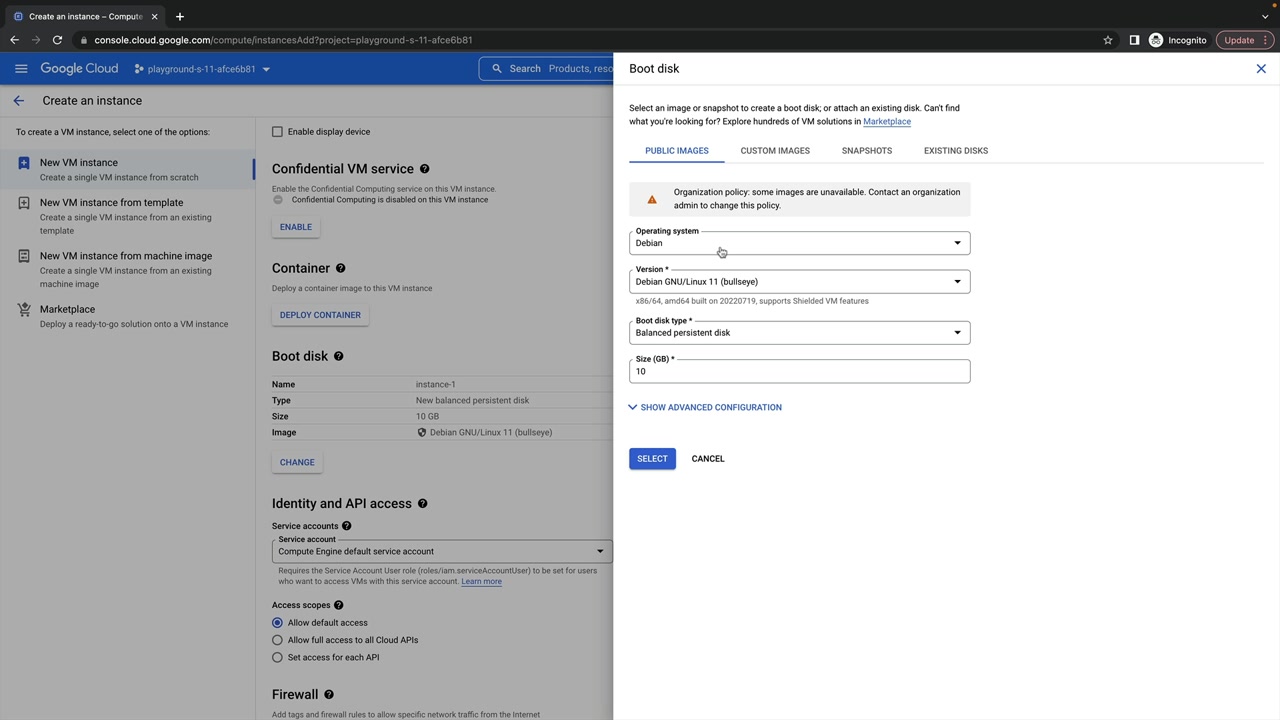 Create an instance – Compute
console.cloud.google.com/compute/instancesAdd?project=playground-s-11-afce6b81
Incognito
Update
Google Cloud
playground-s-11-afce6b81
Search Products, reso
Create an instance
To create a VM instance, select one of the options:
New VM instance
Create a single VM instance from scratch
New VM instance from template
Create a single VM instance from an existing
template
New VM instance from machine image
Create a single VM instance from an existing
machine image
Marketplace
Deploy a ready-to-go solution onto a VM instance
Enable display device
Confidential VM service
Enable the Confidential Computing service on this VM instance.
Confidential Computing is disabled on this VM instance
ENABLE
Container
Deploy a container image to this VM instance
DEPLOY CONTAINER
Boot disk
Name instance-1
Type New balanced persistent disk
Size 10 GB
Image Debian GNU/Linux 11 (bullseye)
CHANGE
Identity and API access
Service accounts
Service account
Compute Engine default service account
Requires the Service Account User role (roles/iam.serviceAccountUser) to be set for users
who want to access VMs with this service account. Learn more
Access scopes
Allow default access
Allow full access to all Cloud APIs
Set access for each API
Firewall
Add tags and firewall rules to allow specific network traffic from the Internet
Boot disk
Select an image or snapshot to create a boot disk; or attach an existing disk. Can't find
what you're looking for? Explore hundreds of VM solutions in Marketplace
PUBLIC IMAGES CUSTOM IMAGES SNAPSHOTS EXISTING DISKS
Organization policy: some images are unavailable. Contact an organization
admin to change this policy.
Operating system
Debian
Version *
Debian GNU/Linux 11 (bullseye)
x86/64, amd64 built on 20220719, supports Shielded VM features
Boot disk type *
Balanced persistent disk
Size (GB) *
10
SHOW ADVANCED CONFIGURATION
SELECT CANCEL